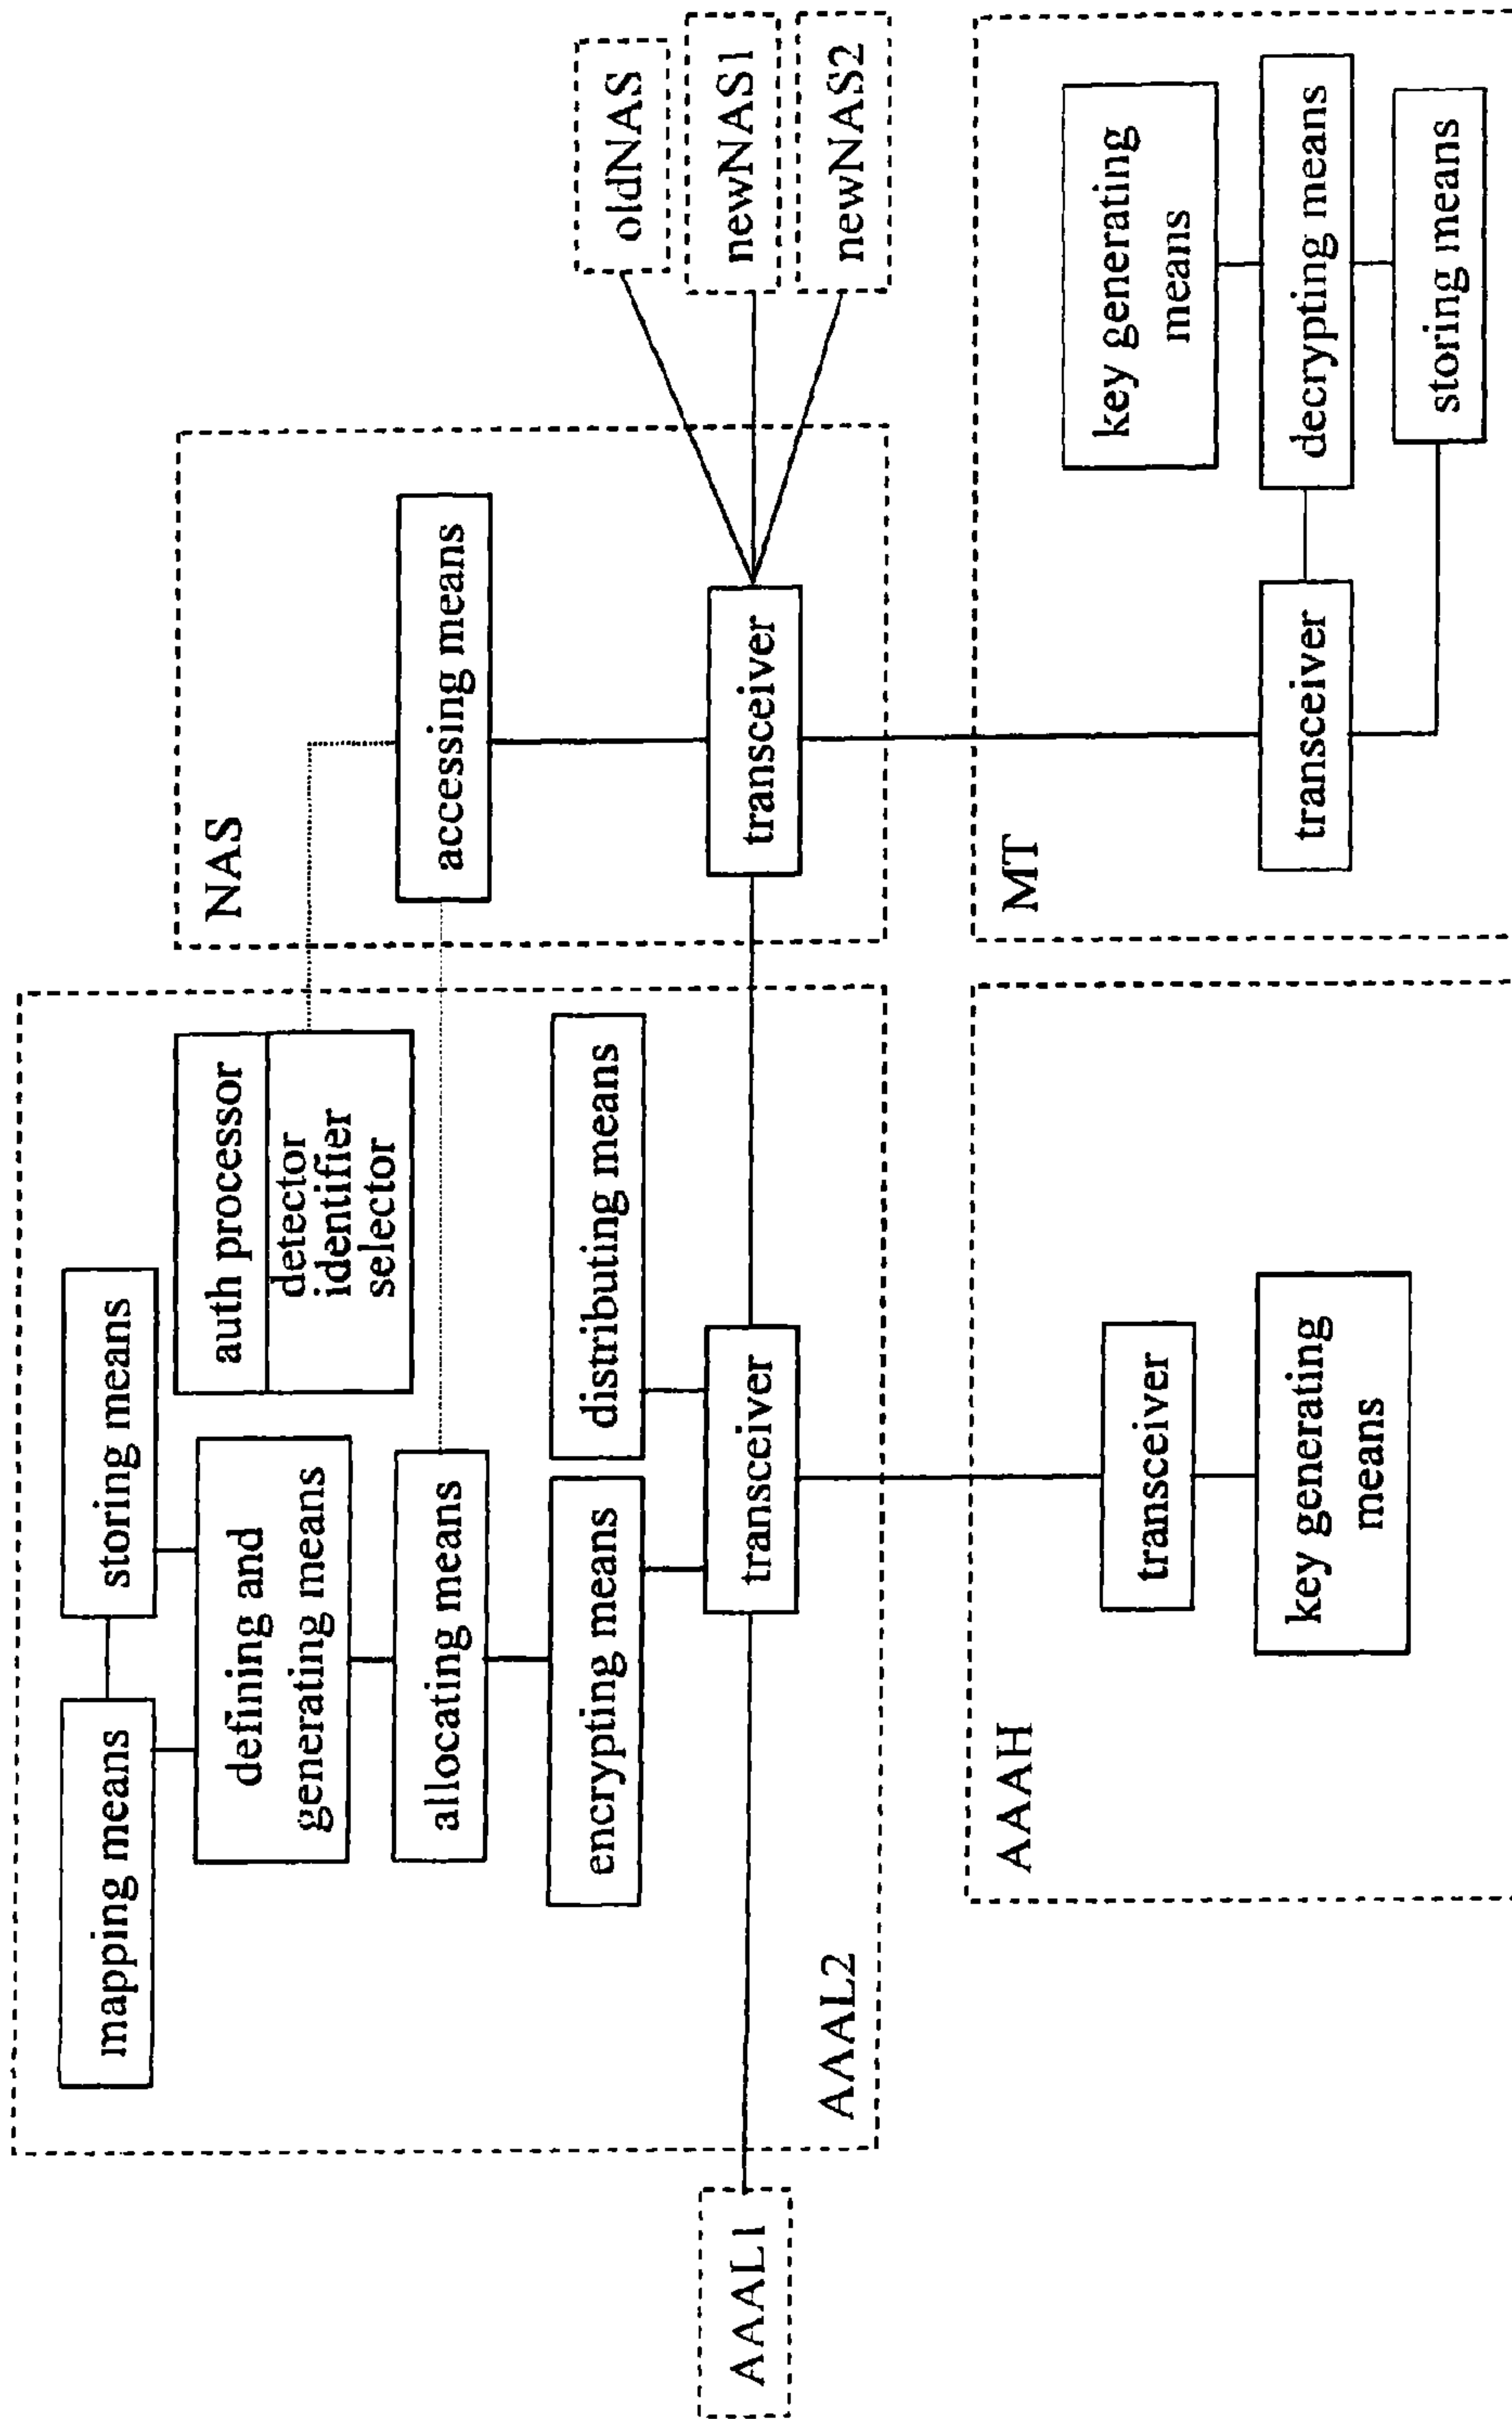 mapping means
storing means
defining and
generating means
auth processor
detector
identifier
selector
allocating means
encrypting means
distributing means
transceiver
AAAL2
AAAL1
NAS
accessing means
transceiver
oldNAS
newNAS1
newNAS2
AAAH
transceiver
key generating
means
MT
transceiver
key generating
means
decrypting means
storing means